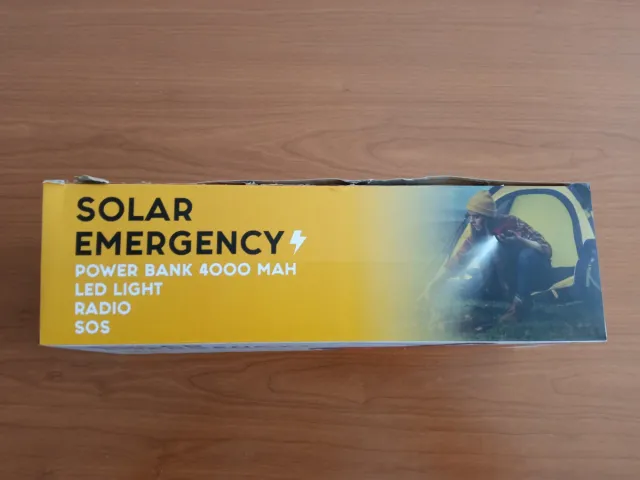 SOLAR
EMERGENCY
POWER BANK 4000 MAH
LED LIGHT
RADIO
SOS